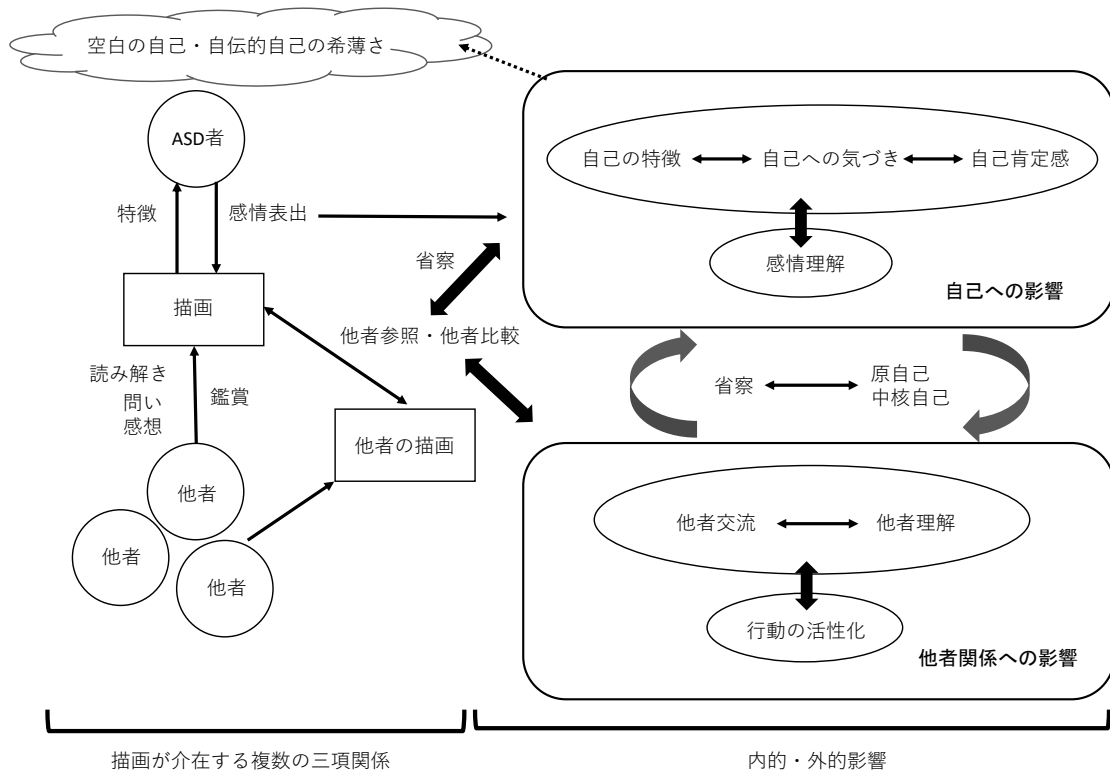 空白の自己・自伝的自己の希薄さ
ASD者
特徴
感情表出
描画
読み解き
問い
感想
鑑賞
他者
他者
他者
他者の描画
省察
他者参照・他者比較
自己の特徴
自己への気づき
自己肯定感
感情理解
自己への影響
省察
原自己
中核自己
他者交流
他者理解
行動の活性化
他者関係への影響
描画が介在する複数の三項関係
内的・外的影響